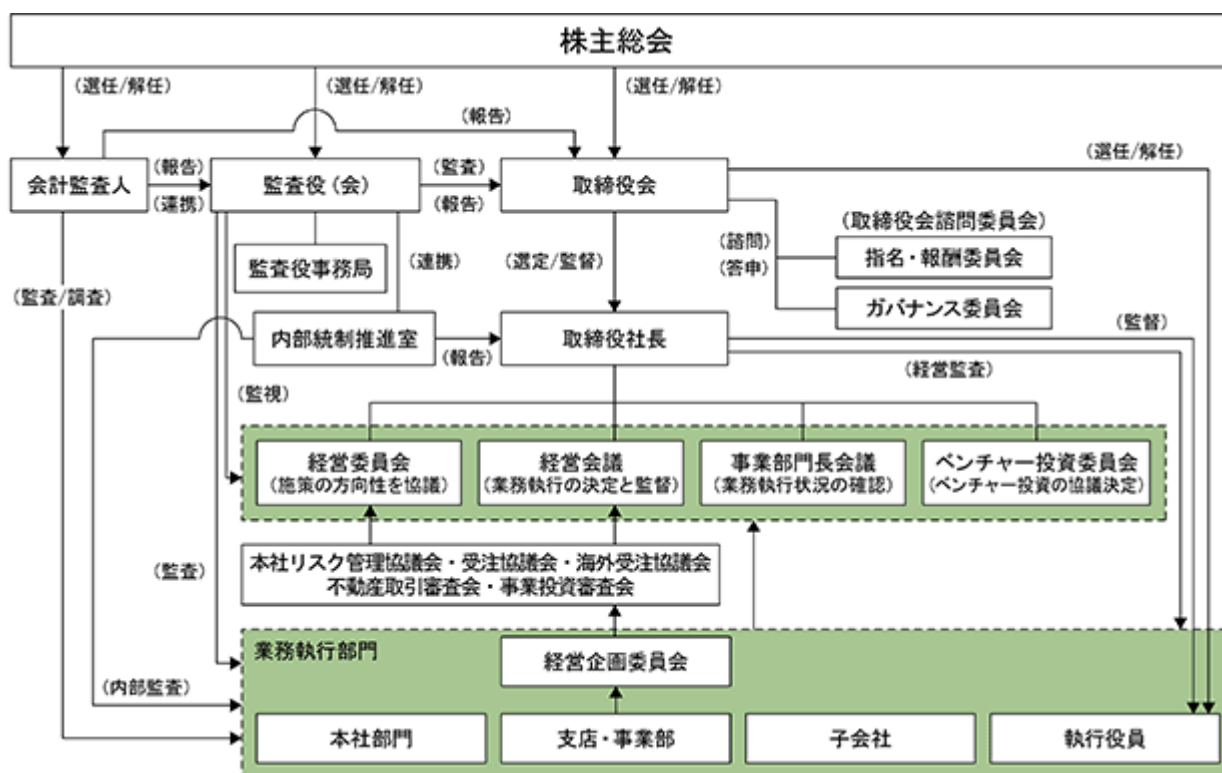 株主総会
(選任/解任)
(選任/解任)
(選任/解任)
(報告)
(選任/解任)
会計監査人
(報告)
(連携)
監査役(会)
(監査)
(報告)
取締役会
(取締役会諮問委員会)
(諮問)
(答申)
指名・報酬委員会
ガバナンス委員会
監査役事務局
(連携)
(選定/監督)
(監査/調査)
内部統制推進室
(報告)
取締役社長
(監督)
(経営監査)
(監視)
経営委員会
(施策の方向性を協議)
経営会議
(業務執行の決定と監督)
事業部門長会議
(業務執行状況の確認)
ベンチャー投資委員会
(ベンチャー投資の協議決定)
本社リスク管理協議会・受注協議会・海外受注協議会
不動産取引審査会・事業投資審査会
(監査)
業務執行部門
経営企画委員会
(内部監査)
本社部門
支店・事業部
子会社
執行役員